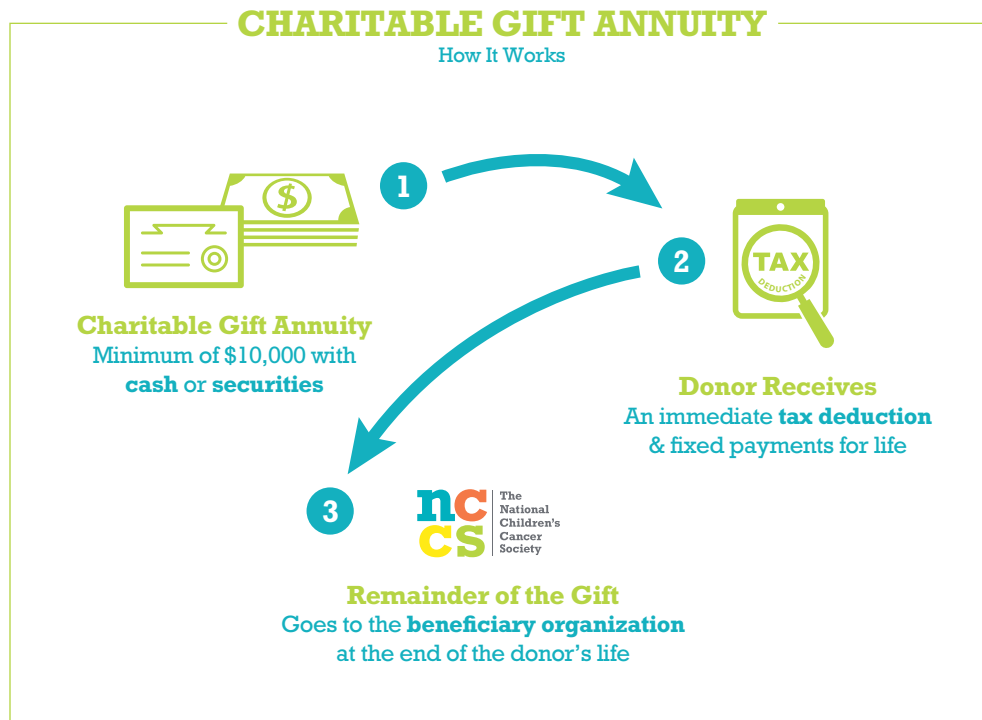 CHARITABLE GIFT ANNUITY
How It Works
1
$
Charitable Gift Annuity
Minimum of $10,000 with
cash or securities
2
TAX
DEDUCTION
Donor Receives
An immediate tax deduction
& fixed payments for life
3
nc
cs
The
National
Children's
Cancer
Society
Remainder of the Gift
Goes to the beneficiary organization
at the end of the donor’s life